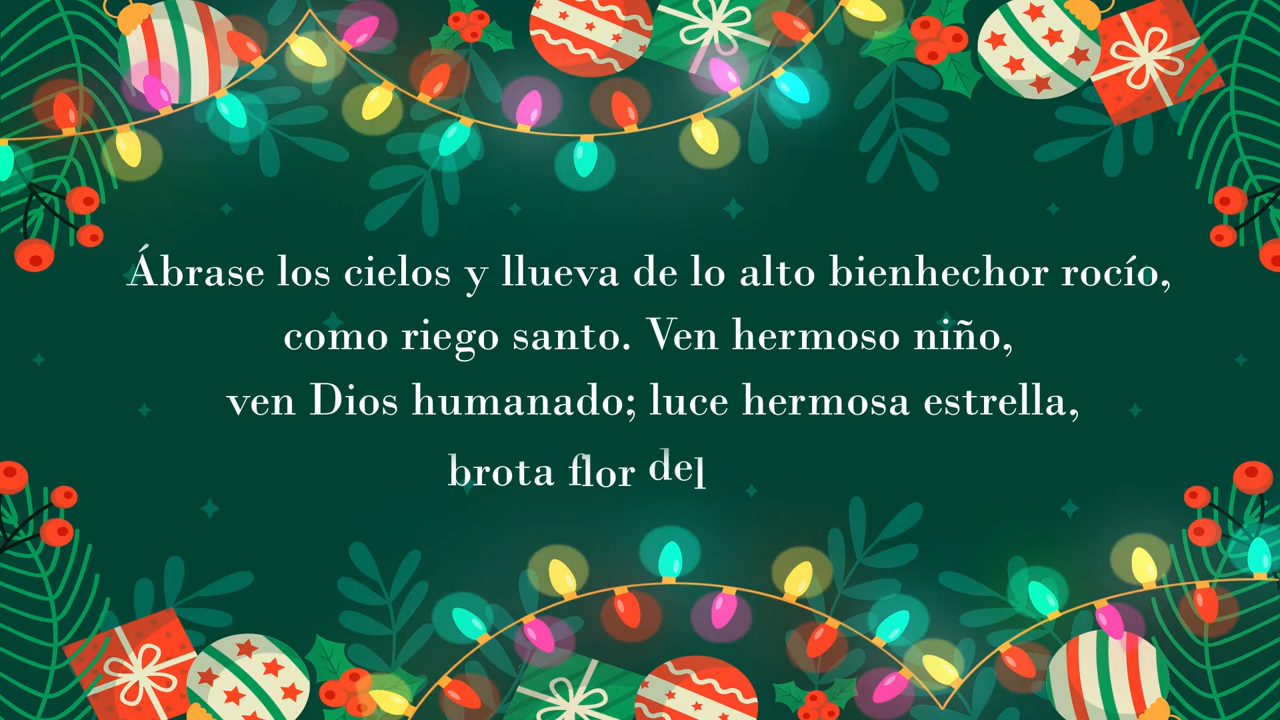 Ábrase los cielos y llueva de lo alto bienhechor rocío,
como riego santo. Ven hermoso niño,
ven Dios humanado; luce hermosa estrella,
brota flor del